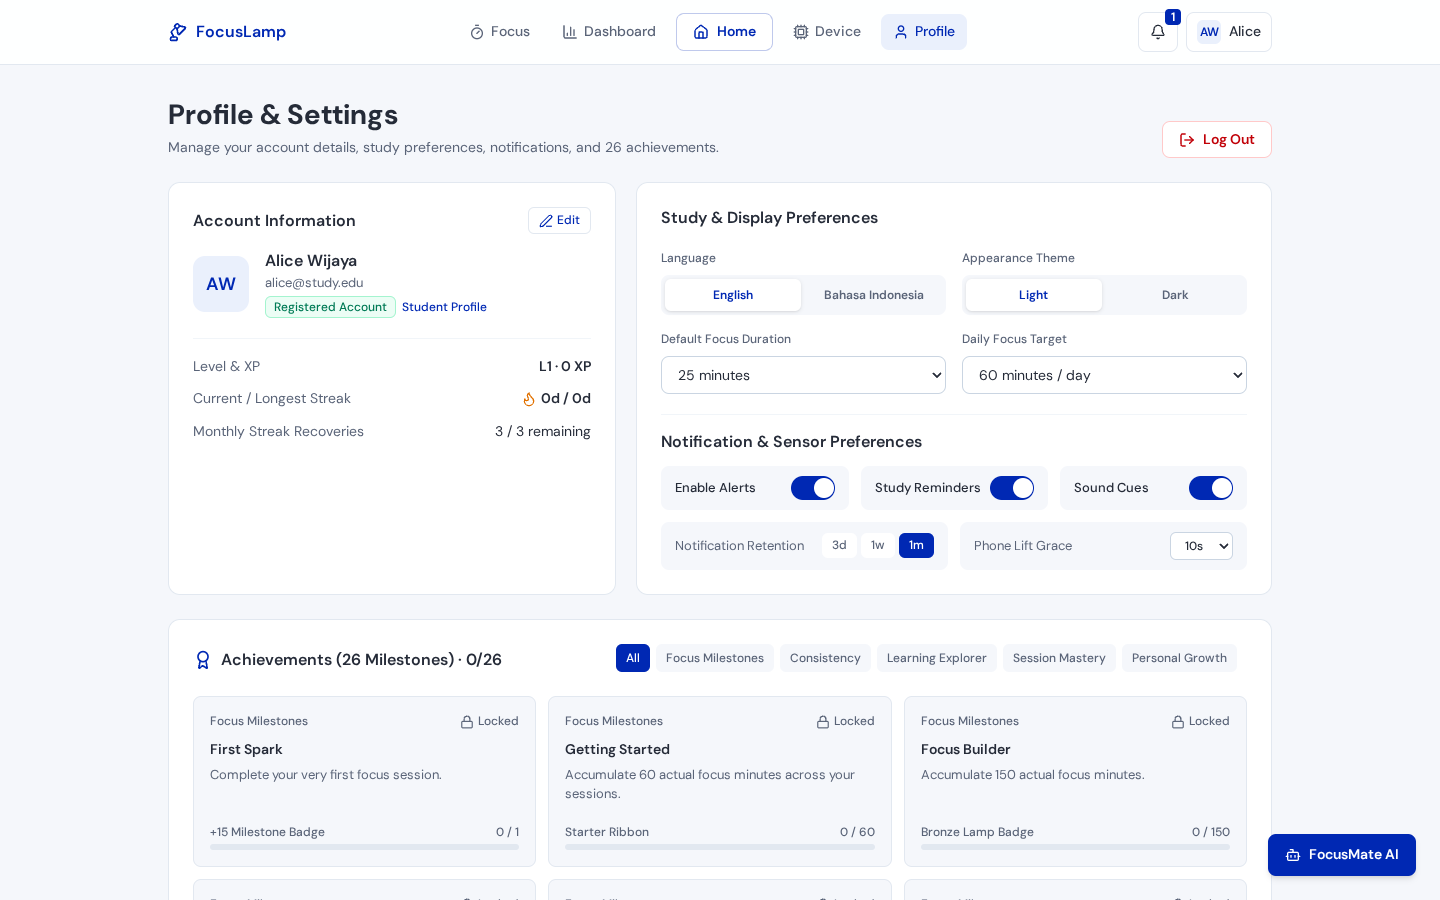 FocusLamp
Focus
Dashboard
Home
Device
Profile
1
AW
Alice
Profile & Settings
Manage your account details, study preferences, notifications, and 26 achievements.
Log Out
Account Information
Edit
AW
Alice Wijaya
alice@study.edu
Registered Account
Student Profile
Level & XP
L1 · 0 XP
Current / Longest Streak
0d / 0d
Monthly Streak Recoveries
3 / 3 remaining
Study & Display Preferences
Language
Appearance Theme
English
Bahasa Indonesia
Light
Dark
Default Focus Duration
Daily Focus Target
25 minutes
60 minutes / day
Notification & Sensor Preferences
Enable Alerts
Study Reminders
Sound Cues
Notification Retention
3d
1w
1m
Phone Lift Grace
10s
Achievements (26 Milestones) · 0/26
All
Focus Milestones
Consistency
Learning Explorer
Session Mastery
Personal Growth
Focus Milestones
Locked
First Spark
Complete your very first focus session.
+15 Milestone Badge
0 / 1
Focus Milestones
Locked
Getting Started
Accumulate 60 actual focus minutes across your
sessions.
Starter Ribbon
0 / 60
Focus Milestones
Locked
Focus Builder
Accumulate 150 actual focus minutes.
Bronze Lamp Badge
0 / 150
FocusMate AI